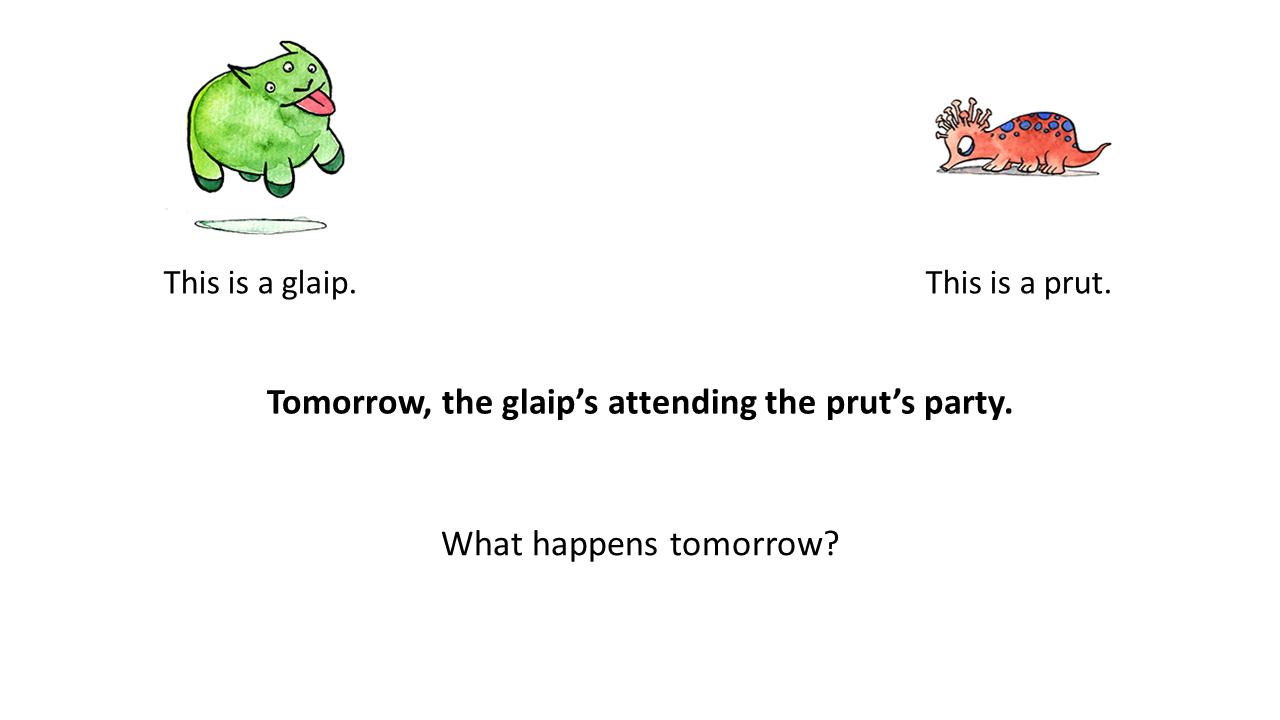 This is a glaip.
This is a prut.
Tomorrow, the glaip’s attending the prut’s party.
What happens tomorrow?